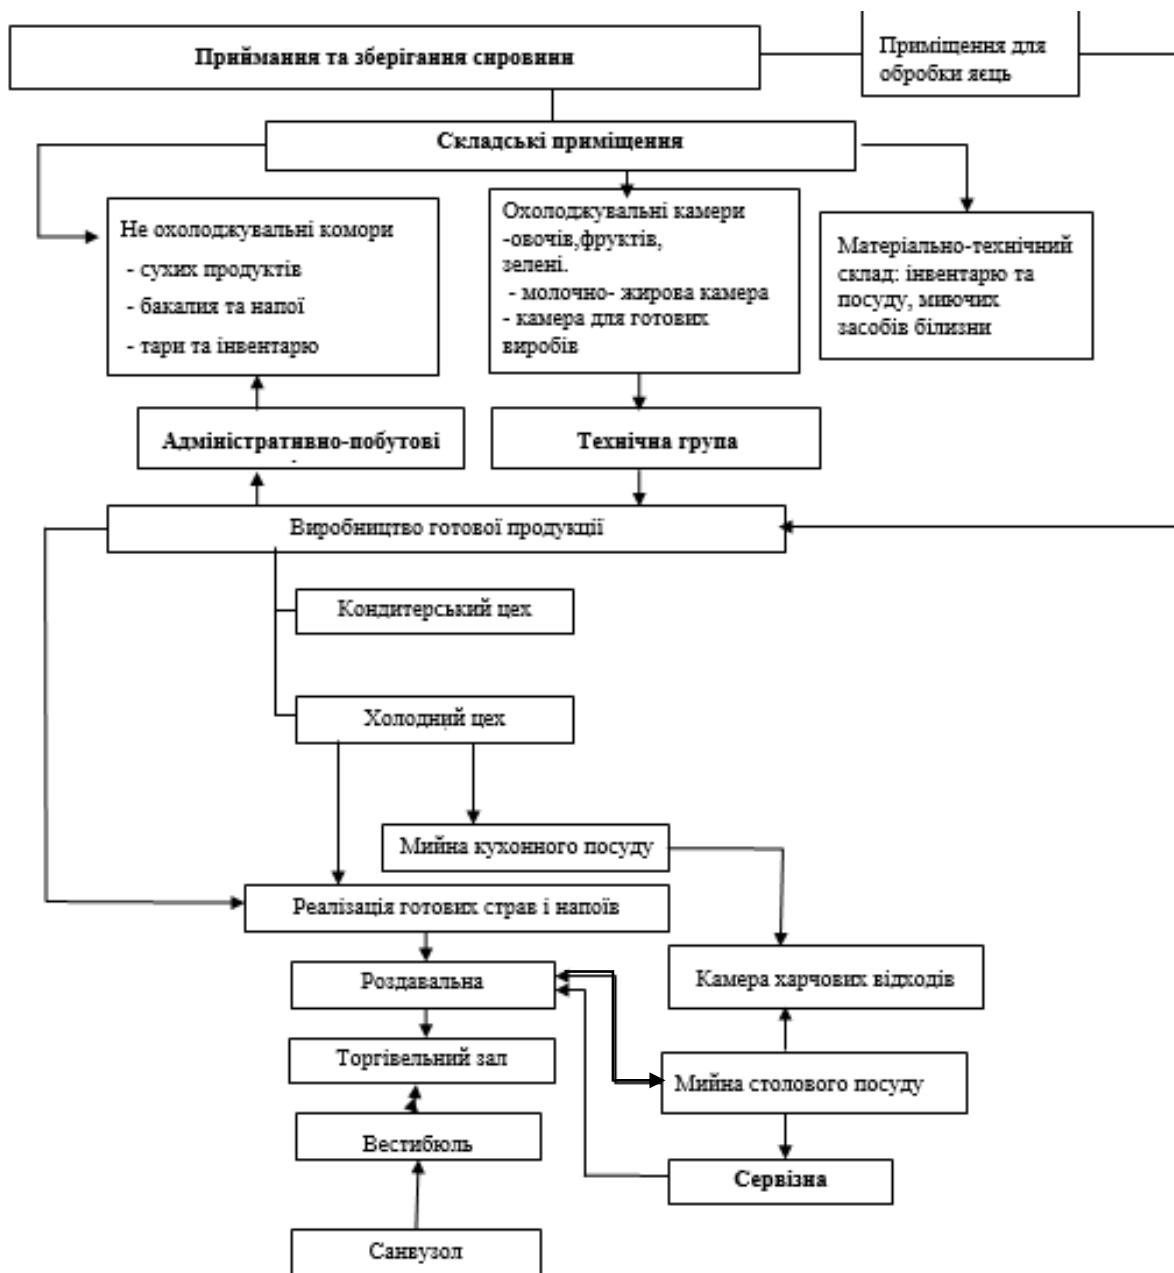 Приймання та зберігання сировини
Приміщення для
обробки яєць
Складські приміщення
Не охолоджувальні комори
- сухих продуктів
- бакалия та напої
- тари та інвентарю
Охолоджувальні камери
-овочів,фруктів,
зелені.
- молочно- жирова камера
- камера для готових
виробів
Матеріально-технічний
склад: інвентарю та
посуду, миючих
засобів білизни
Адміністративно-побутові
Технічна група
Виробництво готової продукції
Кондитерський цех
Холодний цех
Мийна кухонного посуду
Реалізація готових страв і напоїв
Роздавальна
Камера харчових відходів
Торгівельний зал
Мийна столового посуду
Вестибюль
Сервізна
Санвузол